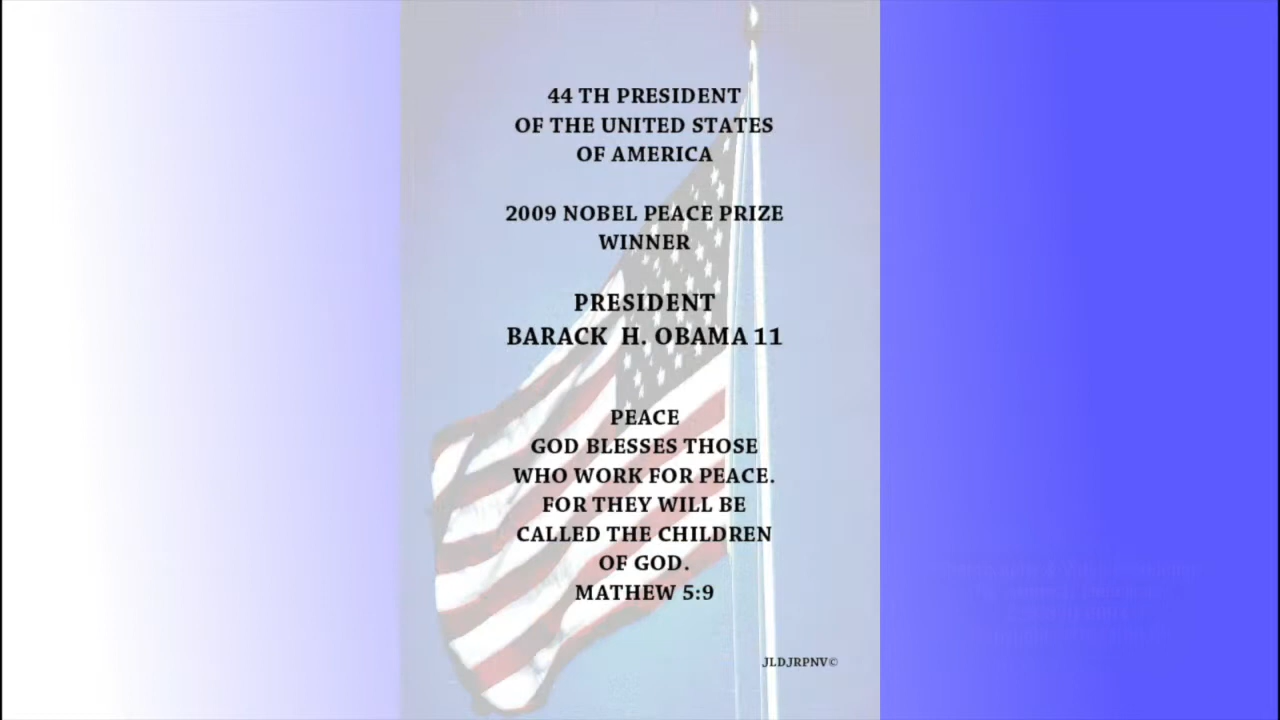 44 TH PRESIDENT
OF THE UNITED STATES
OF AMERICA
2009 NOBEL PEACE PRIZE
WINNER
PRESIDENT
BARACK H. OBAMA 11
PEACE
GOD BLESSES THOSE
WHO WORK FOR PEACE.
FOR THEY WILL BE
CALLED THE CHILDREN
OF GOD.
MATHEW 5:9
JLDJRPNV©